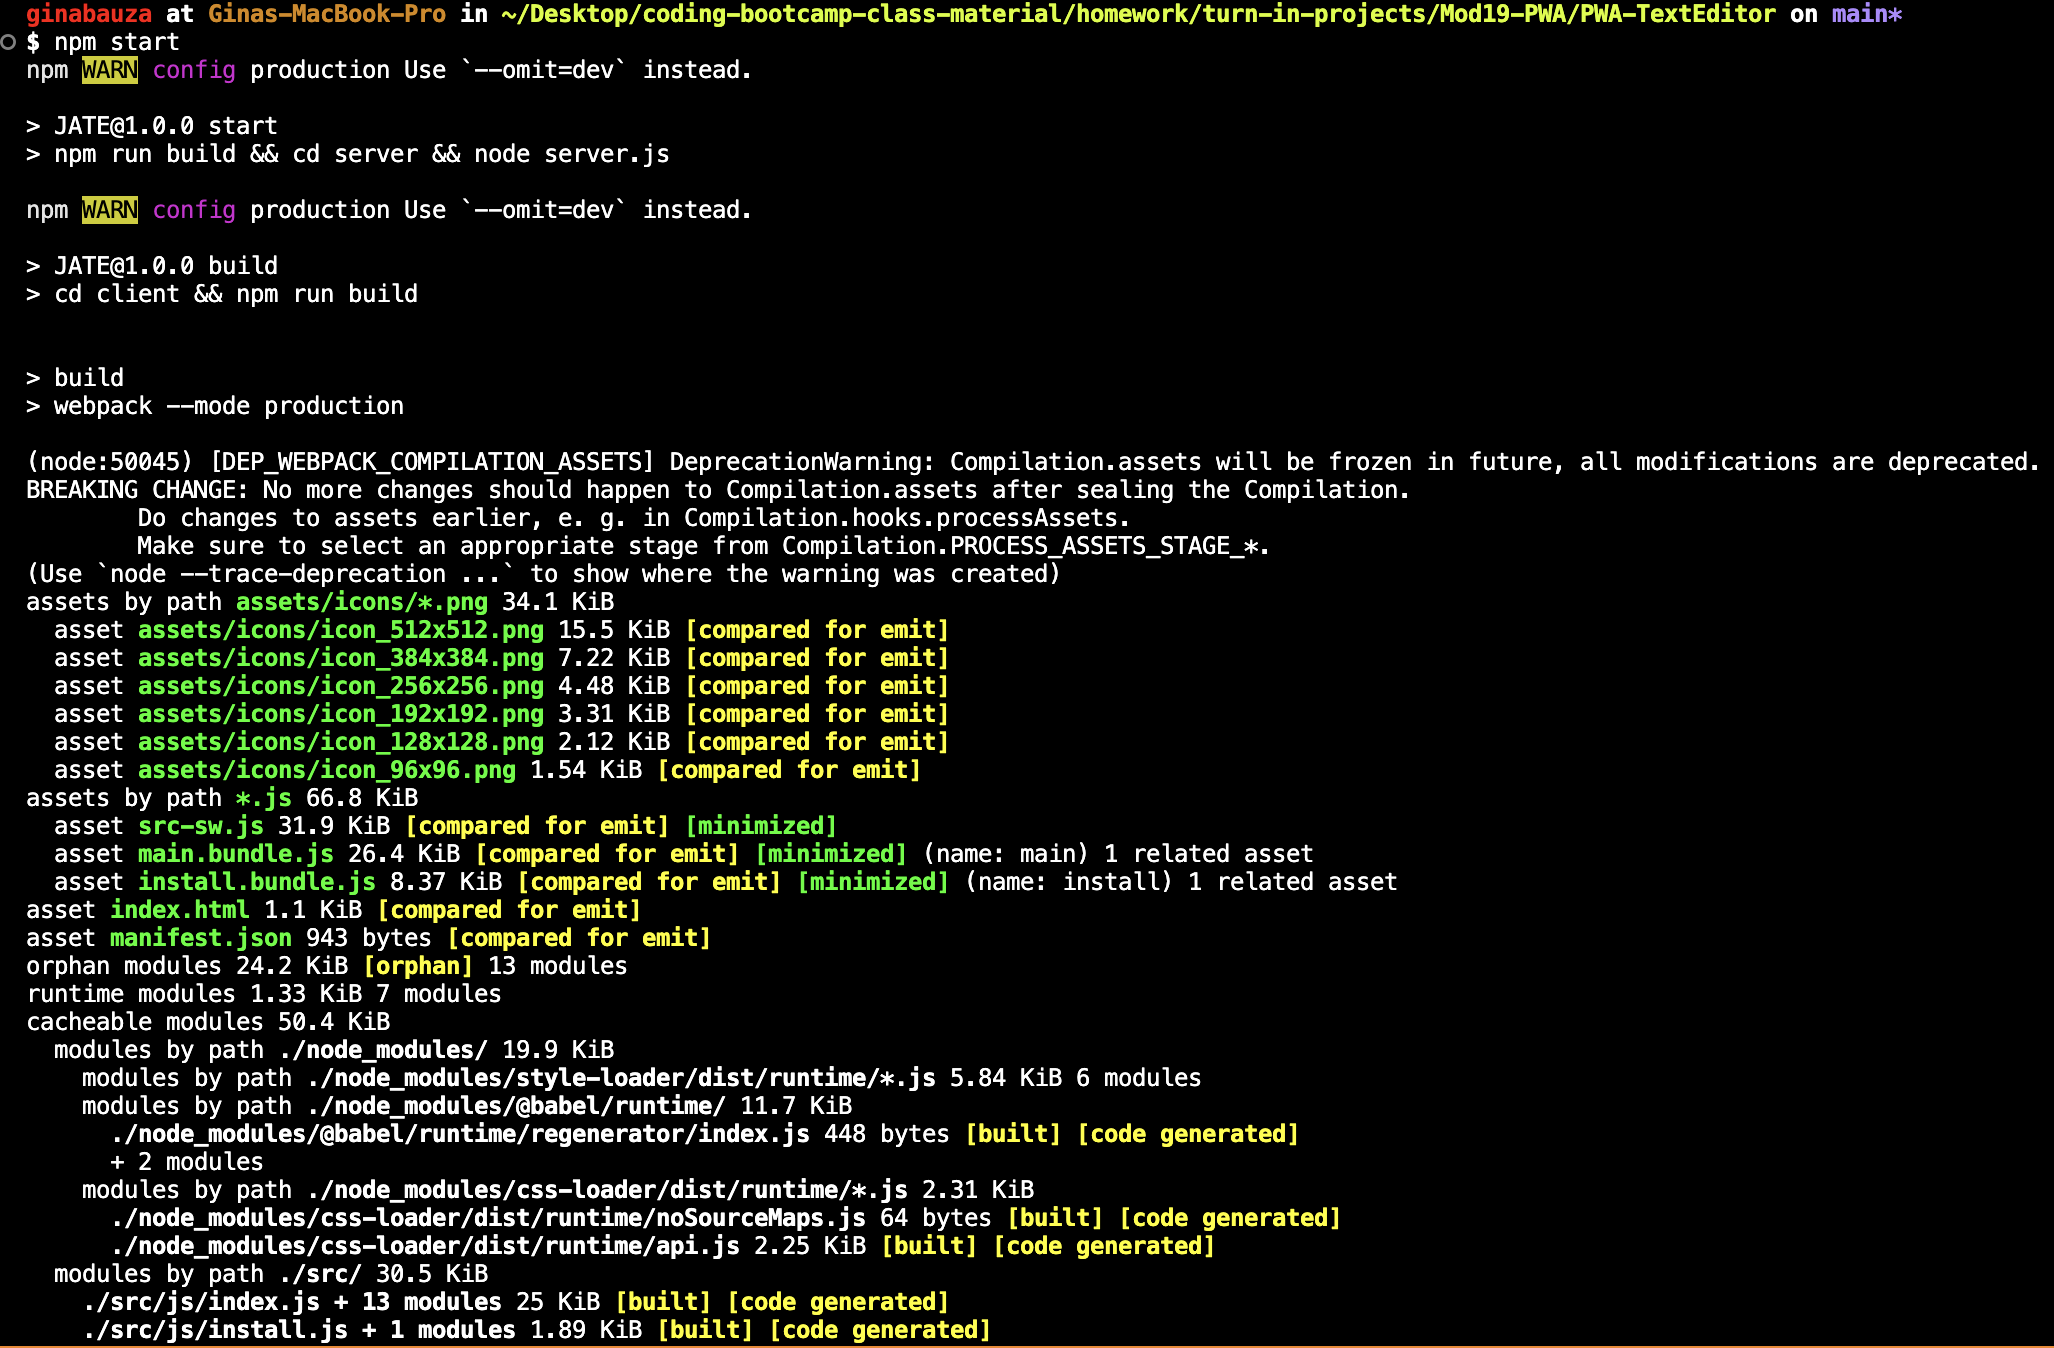 ginabauza at Ginas-MacBook-Pro in ~/Desktop/coding-bootcamp-class-material/homework/turn-in-projects/Mod19-PWA/PWA-TextEditor on main*
$ npm start
npm WARN config production Use `--omit=dev` instead.
> JATE@1.0.0 start
> npm run build && cd server && node server.js
npm WARN config production Use `--omit=dev` instead.
> JATE@1.0.0 build
> cd client && npm run build
> build
> webpack --mode production
(node:50045) [DEP_WEBPACK_COMPILATION_ASSETS] DeprecationWarning: Compilation.assets will be frozen in future, all modifications are deprecated.
BREAKING CHANGE: No more changes should happen to Compilation.assets after sealing the Compilation.
Do changes to assets earlier, e. g. in Compilation.hooks.processAssets.
Make sure to select an appropriate stage from Compilation.PROCESS_ASSETS_STAGE_*.
(Use `node --trace-deprecation ...` to show where the warning was created)
assets by path assets/icons/*.png 34.1 KiB
asset assets/icons/icon_512x512.png 15.5 KiB [compared for emit]
asset assets/icons/icon_384x384.png 7.22 KiB [compared for emit]
asset assets/icons/icon_256x256.png 4.48 KiB [compared for emit]
asset assets/icons/icon_192x192.png 3.31 KiB [compared for emit]
asset assets/icons/icon_128x128.png 2.12 KiB [compared for emit]
asset assets/icons/icon_96x96.png 1.54 KiB [compared for emit]
assets by path *.js 66.8 KiB
asset src-sw.js 31.9 KiB [compared for emit] [minimized]
asset main.bundle.js 26.4 KiB [compared for emit] [minimized] (name: main) 1 related asset
asset install.bundle.js 8.37 KiB [compared for emit] [minimized] (name: install) 1 related asset
asset index.html 1.1 KiB [compared for emit]
asset manifest.json 943 bytes [compared for emit]
orphan modules 24.2 KiB [orphan] 13 modules
runtime modules 1.33 KiB 7 modules
cacheable modules 50.4 KiB
modules by path ./node_modules/ 19.9 KiB
modules by path ./node_modules/style-loader/dist/runtime/*.js 5.84 KiB 6 modules
modules by path ./node_modules/@babel/runtime/ 11.7 KiB
./node_modules/@babel/runtime/regenerator/index.js 448 bytes [built] [code generated]
+ 2 modules
modules by path ./node_modules/css-loader/dist/runtime/*.js 2.31 KiB
./node_modules/css-loader/dist/runtime/noSourceMaps.js 64 bytes [built] [code generated]
./node_modules/css-loader/dist/runtime/api.js 2.25 KiB [built] [code generated]
modules by path ./src/ 30.5 KiB
./src/js/index.js + 13 modules 25 KiB [built] [code generated]
./src/js/install.js + 1 modules 1.89 KiB [built] [code generated]